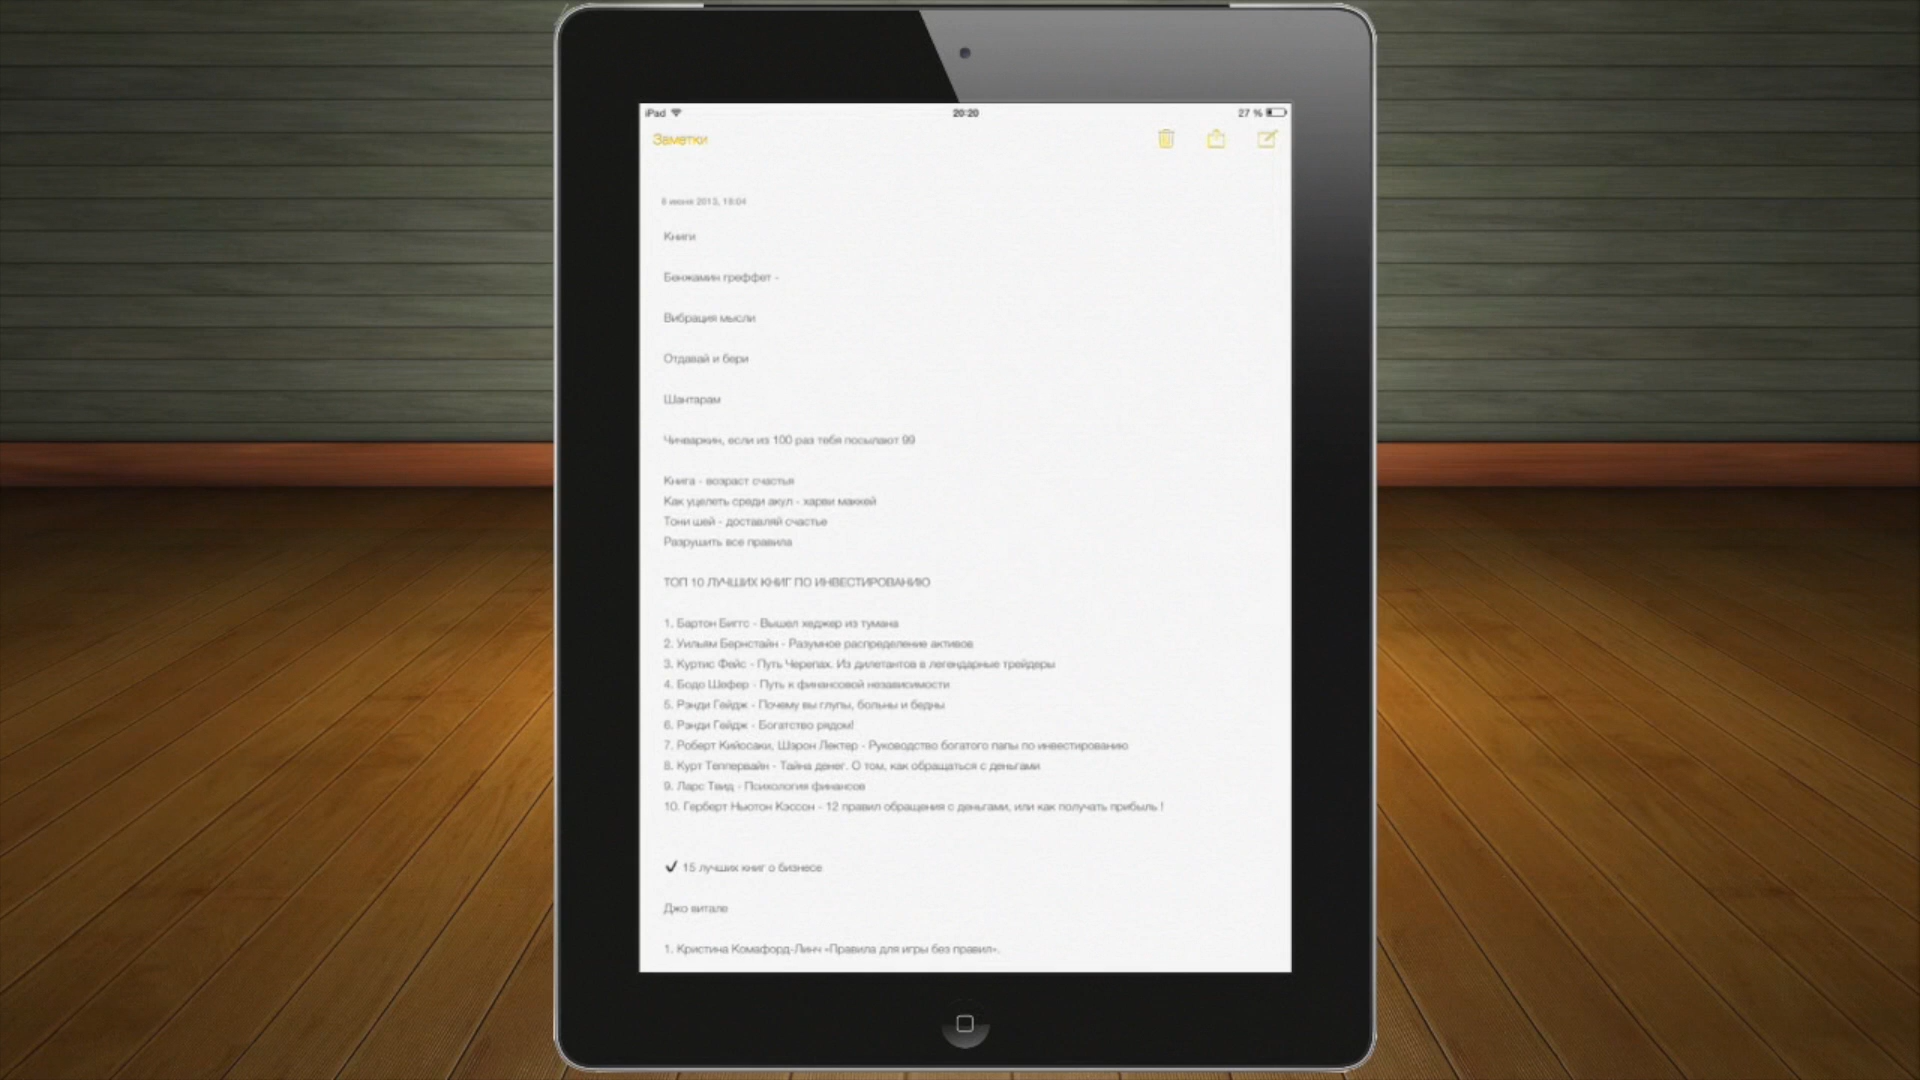 iPad
20:20
27 %
Заметки
6 июня 2013, 18:04
Книги
Бенжамин греффет -
Вибрация мысли
Отдавай и бери
Шантарам
Чичваркин, если из 100 раз тебя посылают 99
Книга - возраст счастья
Как уцелеть среди акул - харви маккей
Тони шей - доставляй счастье
Разрушить все правила
ТОП 10 ЛУЧШИХ КНИГ ПО ИНВЕСТИРОВАНИЮ
1. Бартон Биггс - Вышел хеджер из тумана
2. Уильям Бернстайн - Разумное распределение активов
3. Куртис Фейс - Путь Черепах. Из дилетантов в легендарные трейдеры
4. Бодо Шефер - Путь к финансовой независимости
5. Рэнди Гейдж - Почему вы глупы, больны и бедны
6. Рэнди Гейдж - Богатство рядом!
7. Роберт Кийосаки, Шэрон Лектер - Руководство богатого папы по инвестированию
8. Курт Теппервайн - Тайна денег. О том, как обращаться с деньгами
9. Ларс Твид - Психология финансов
10. Герберт Ньютон Кэссон - 12 правил обращения с деньгами, или как получать прибыль !
✔ 15 лучших книг о бизнесе
Джо витале
1. Кристина Комафорд-Линч «Правила для игры без правил».